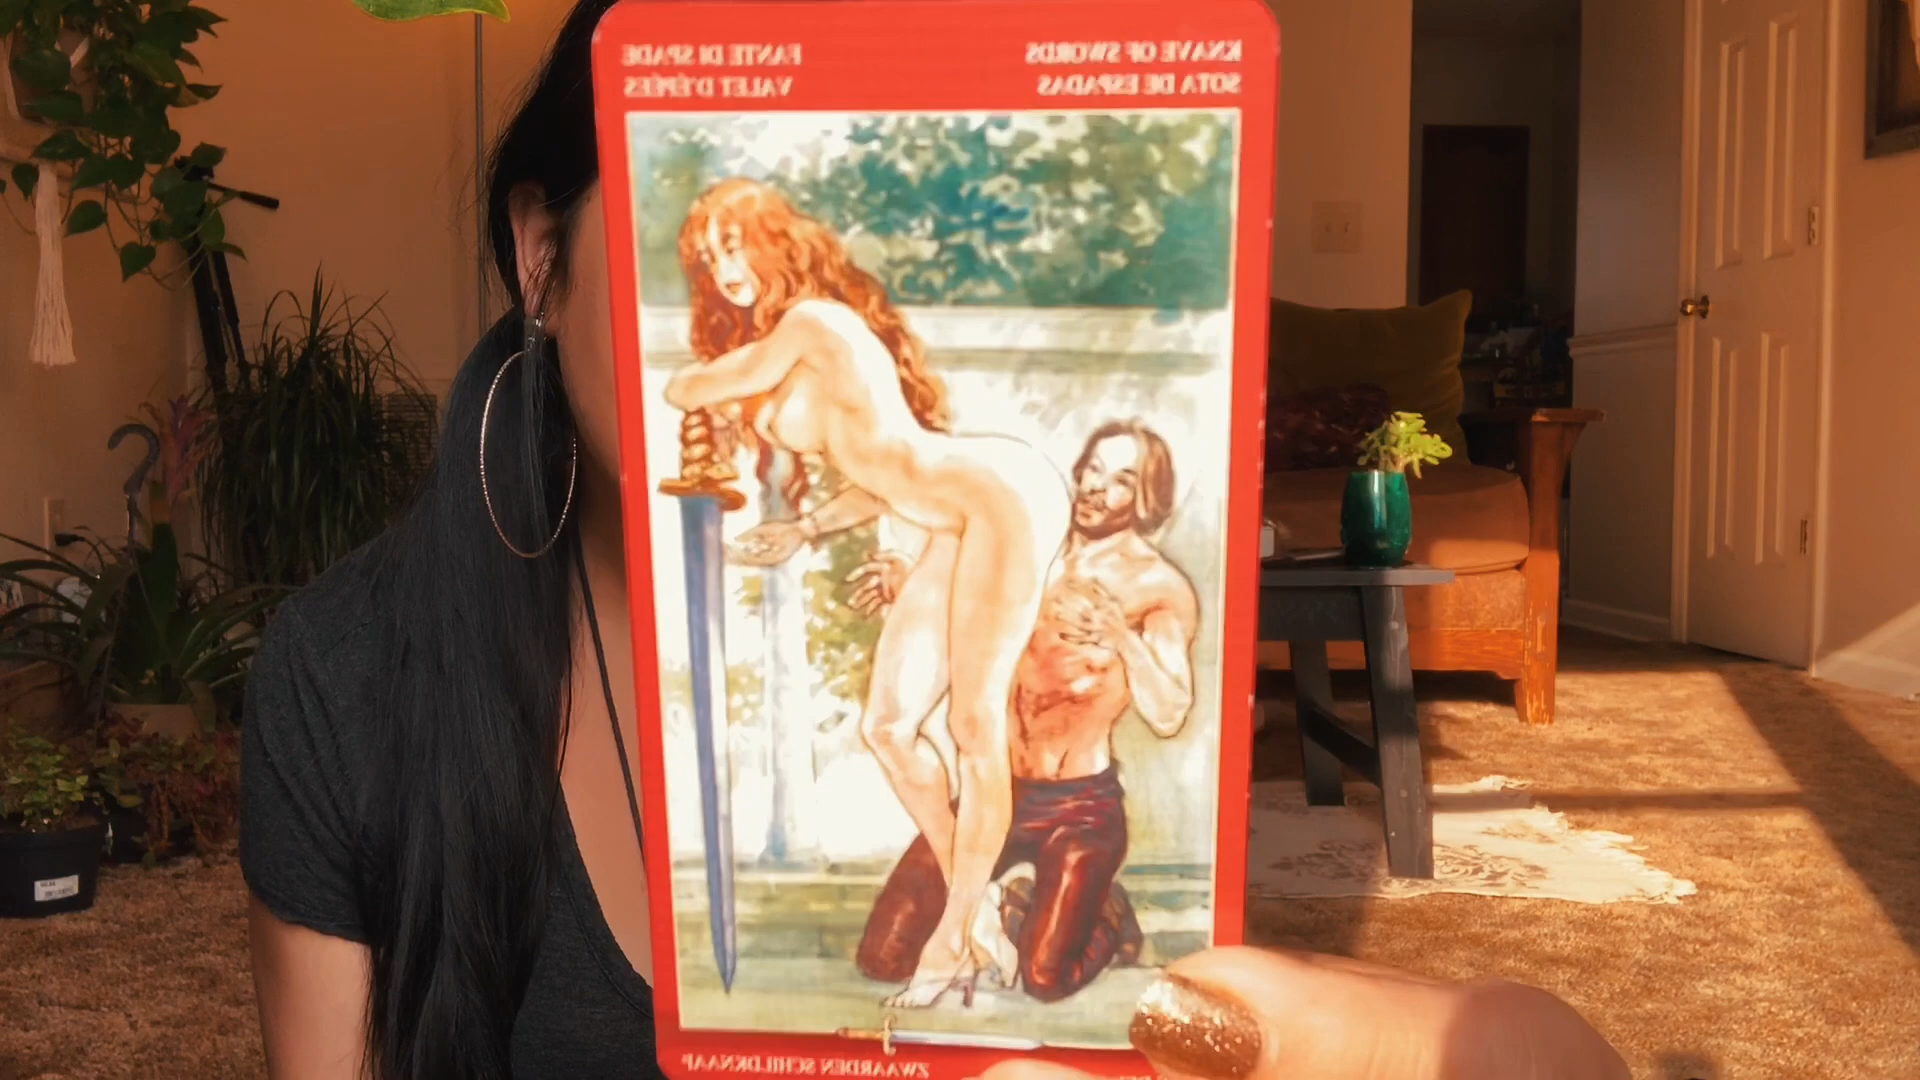 KNAVE OF SWORDS
SOTA DE ESPADAS
FANTE DI SPADE
VALET D'ÉPÉES
ZWAARDEN SCHILDKNAAP